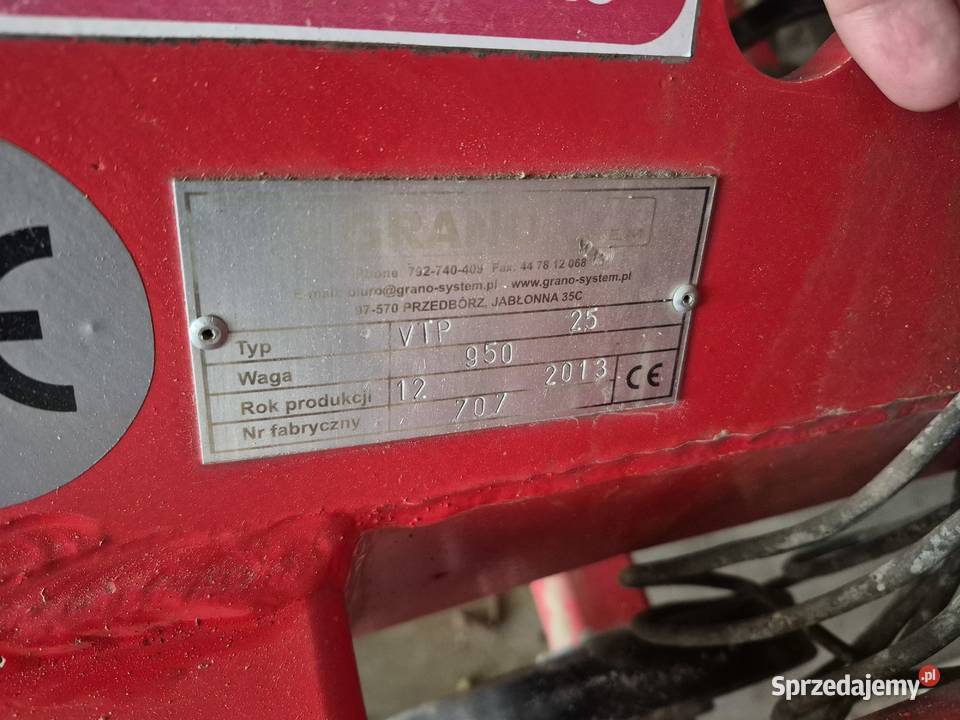 GRANO
Phone 792-740-409 Fax: 44 78 12 068
E-mail: biuro@grano-system.pl - www.grano-system.pl
97-570 PRZEDBÓRZ, JABŁONNA 35C
Typ VTP 25
Waga 950
Rok produkcji 12 2013
Nr fabryczny 707
CE
Sprzedajemy.pl